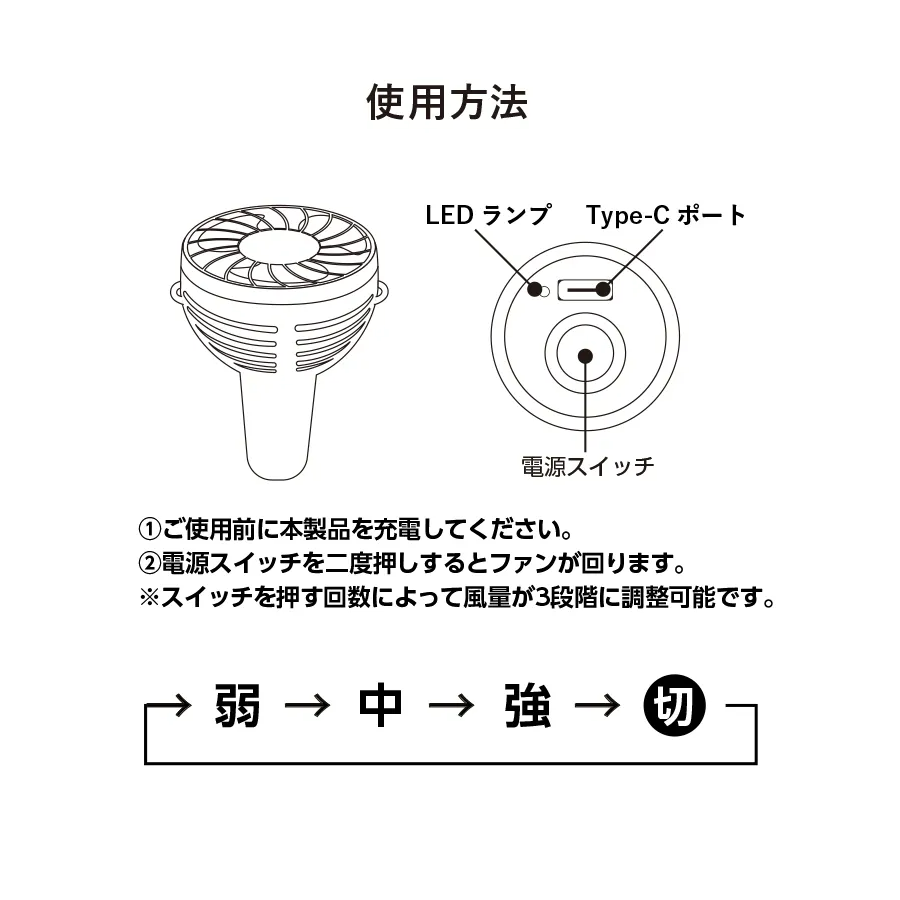 使用方法
LED ランプ
Type-C ポート
電源スイッチ
①ご使用前に本製品を充電してください。
②電源スイッチを二度押しするとファンが回ります。
※スイッチを押す回数によって風量が3段階に調整可能です。
→ 弱 → 中 → 強 → 切